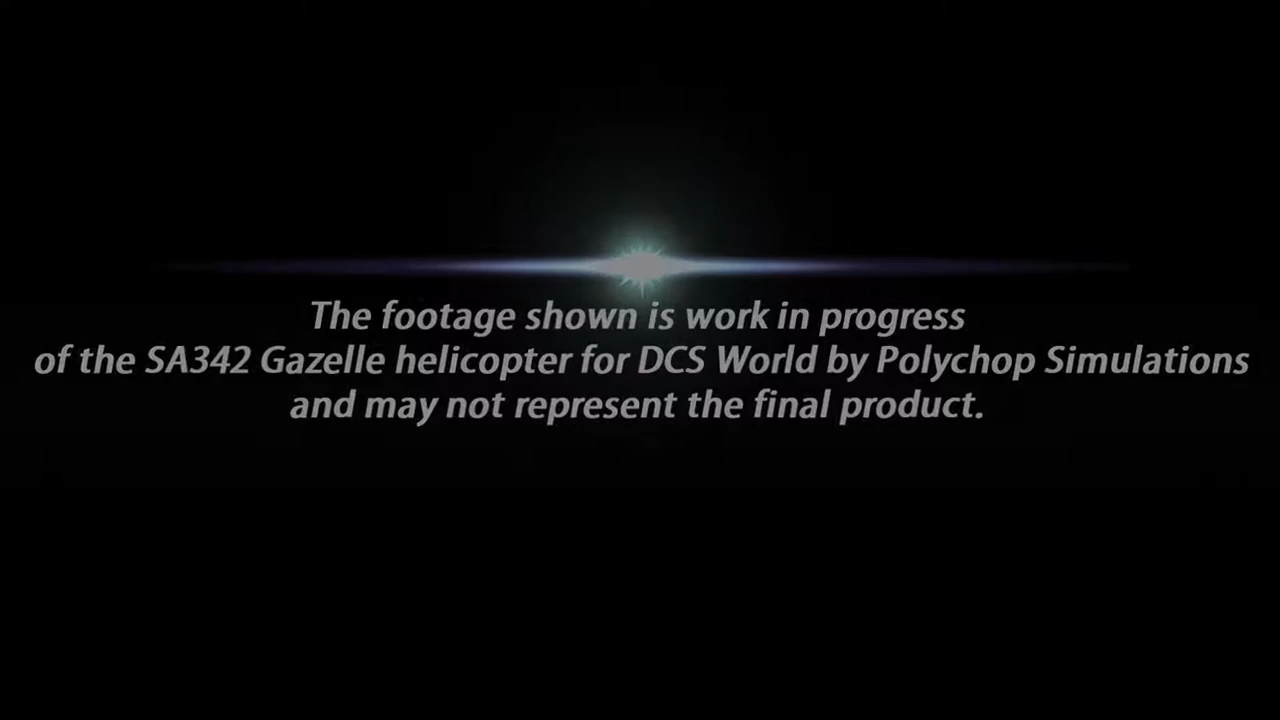 The footage shown is work in progress
of the SA342 Gazelle helicopter for DCS World by Polychop Simulations
and may not represent the final product.